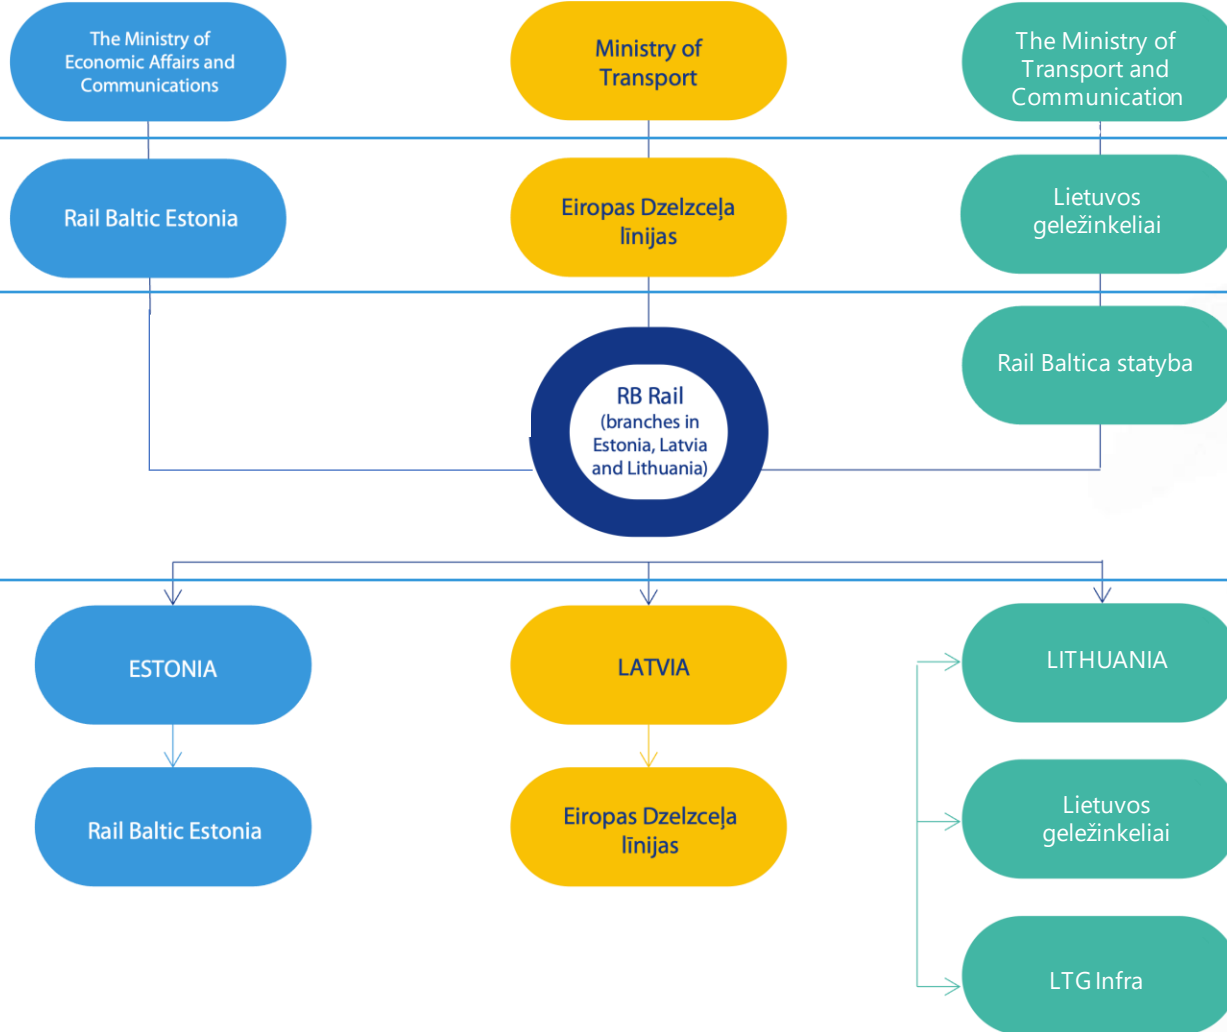 The Ministry of
Economic Affairs and
Communications
Ministry of
Transport
The Ministry of
Transport and
Communication
Rail Baltic Estonia
Eiropas Dzelzceļa
līnijas
Lietuvos
geležinkeliai
Rail Baltica statyba
RB Rail
(branches in
Estonia, Latvia
and Lithuania)
ESTONIA
LATVIA
LITHUANIA
Rail Baltic Estonia
Eiropas Dzelzceļa
līnijas
Lietuvos
geležinkeliai
LTG Infra